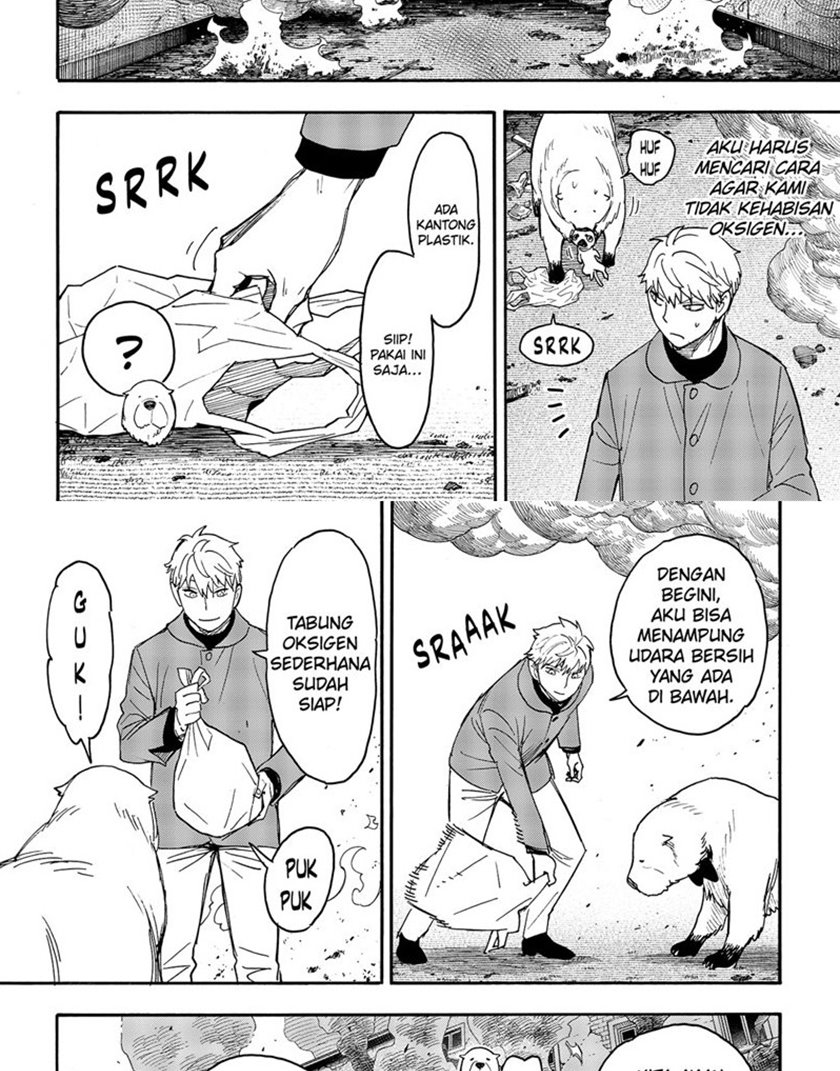 AKU HARUS
MENCARI CARA
AGAR KAMI
TIDAK KEHABISAN
OKSIGEN...
HUF
HUF
SRRK
ADA
KANTONG
PLASTIK.
SIIP!
PAKAI INI
SAJA...
SRRK
?
DENGAN
BEGINI,
AKU BISA
MENAMPUNG
UDARA BERSIH
YANG ADA
DI BAWAH.
SRAAAK
TABUNG
OKSIGEN
SEDERHANA
SUDAH
SIAP!
GUK!
PUK
PUK